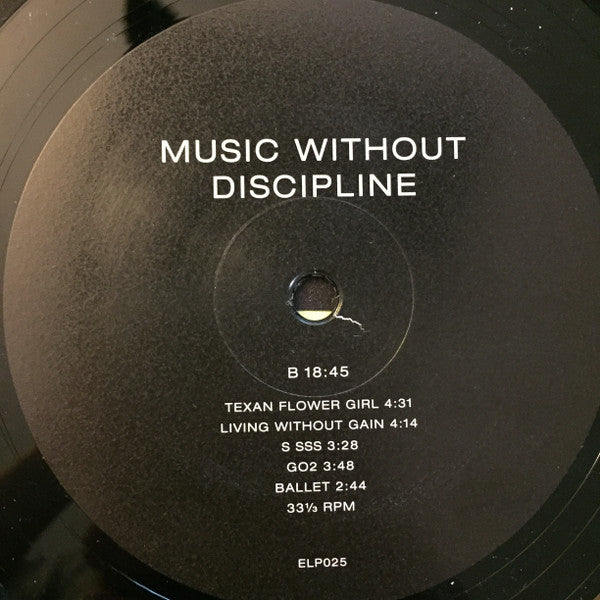 MUSIC WITHOUT
DISCIPLINE
B 18:45
TEXAN FLOWER GIRL 4:31
LIVING WITHOUT GAIN 4:14
S SSS 3:28
GO2 3:48
BALLET 2:44
33⅓ RPM
ELP025